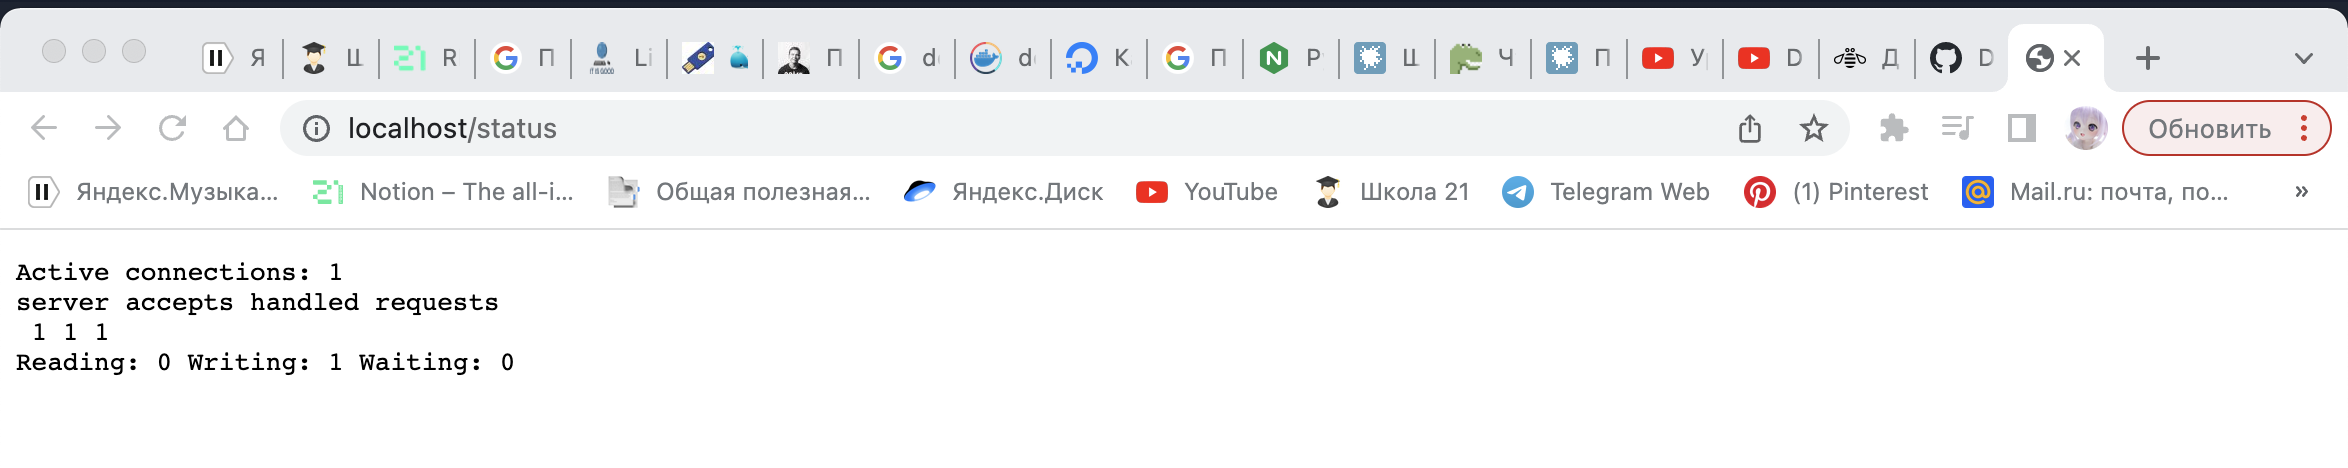 Я Ш R П Li П d К П Р Ш Ч П У D Д D
localhost/status
Обновить
Яндекс.Музыка... Notion – The all-i... Общая полезная... Яндекс.Диск YouTube Школа 21 Telegram Web (1) Pinterest Mail.ru: почта, по... »
Active connections: 1
server accepts handled requests
1 1 1
Reading: 0 Writing: 1 Waiting: 0